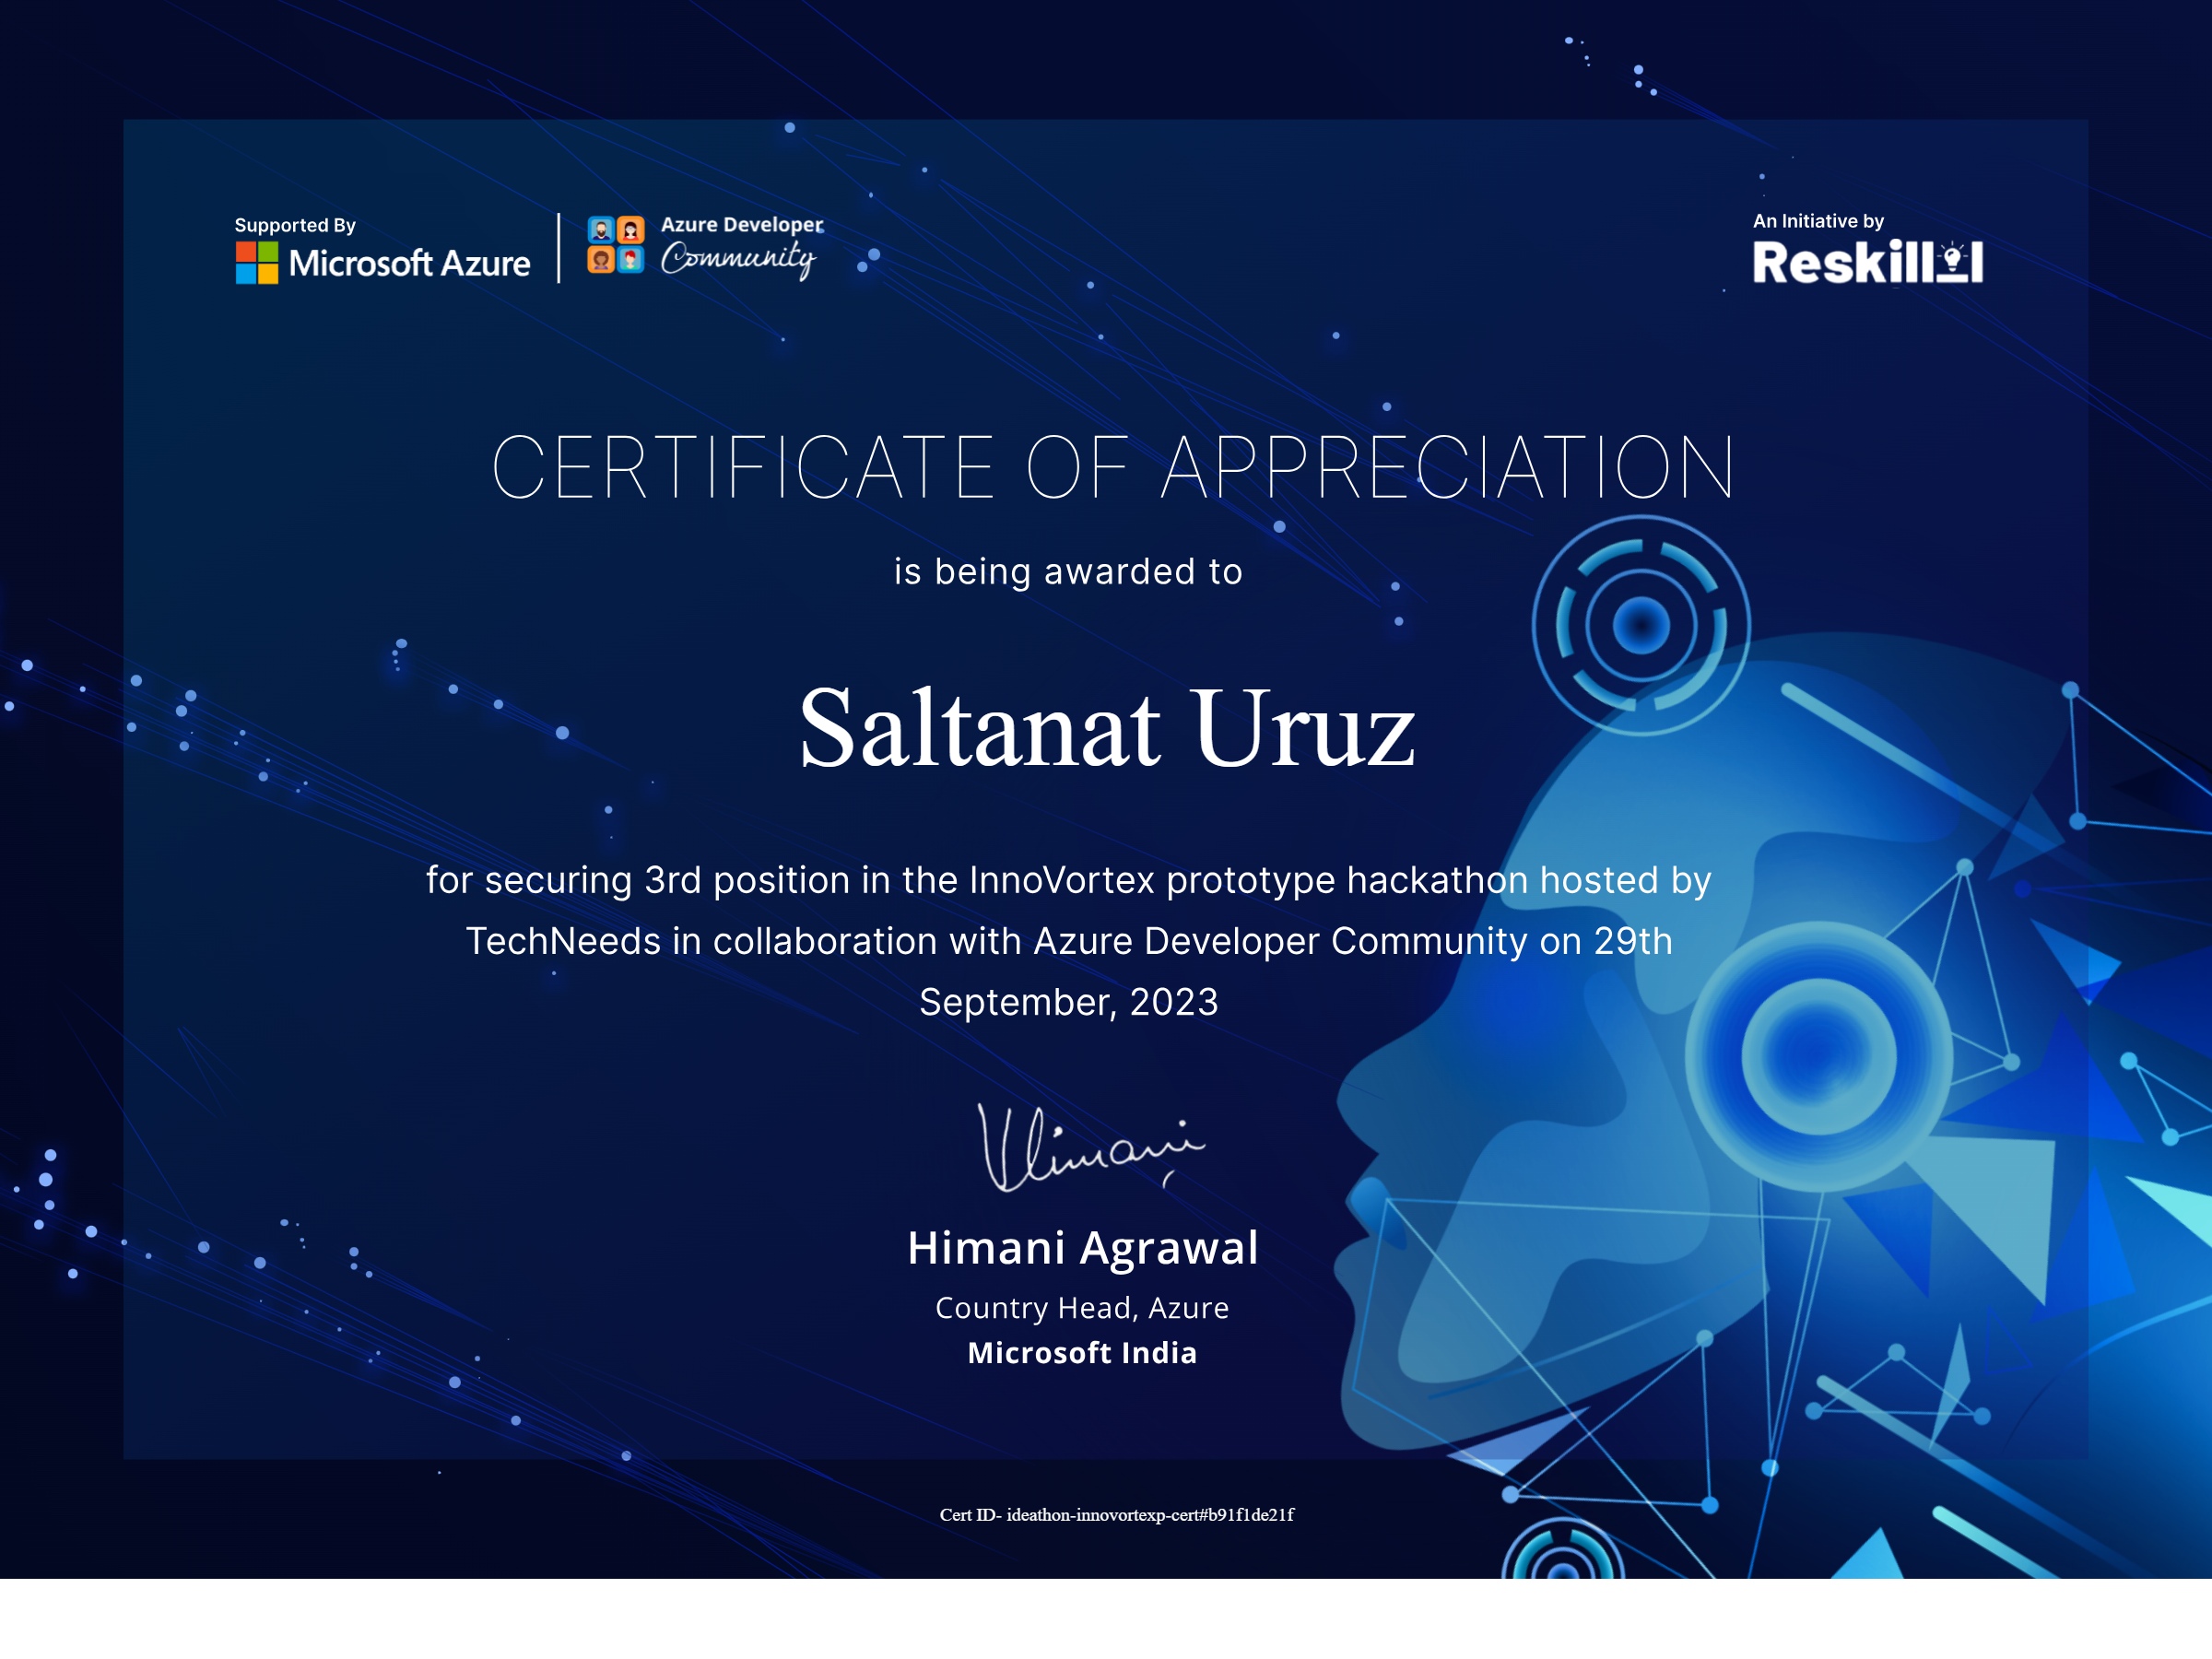 Supported By
Microsoft Azure
Azure Developer
Community
An Initiative by
Reskilll
CERTIFICATE OF APPRECIATION
is being awarded to
Saltanat Uruz
for securing 3rd position in the InnoVortex prototype hackathon hosted by
TechNeeds in collaboration with Azure Developer Community on 29th
September, 2023
Himani
Himani Agrawal
Country Head, Azure
Microsoft India
Cert ID- ideathon-innovortexp-cert#b91f1de21f